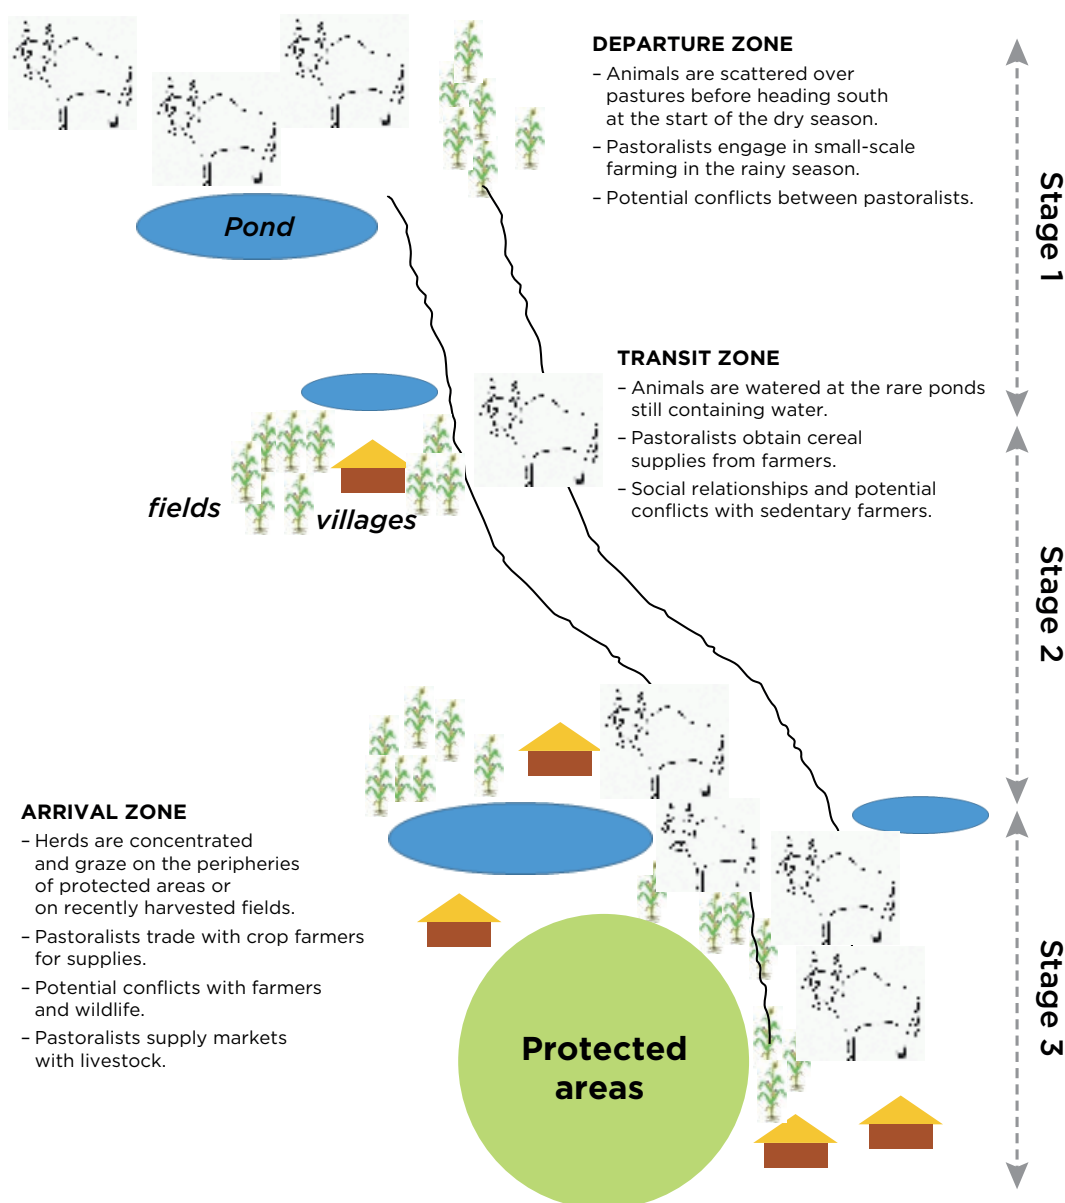 DEPARTURE ZONE
– Animals are scattered over
pastures before heading south
at the start of the dry season.
– Pastoralists engage in small-scale
farming in the rainy season.
– Potential conflicts between pastoralists.
Stage 1
Pond
TRANSIT ZONE
– Animals are watered at the rare ponds
still containing water.
– Pastoralists obtain cereal
supplies from farmers.
– Social relationships and potential
conflicts with sedentary farmers.
fields
villages
Stage 2
ARRIVAL ZONE
– Herds are concentrated
and graze on the peripheries
of protected areas or
on recently harvested fields.
– Pastoralists trade with crop farmers
for supplies.
– Potential conflicts with farmers
and wildlife.
– Pastoralists supply markets
with livestock.
Protected
areas
Stage 3